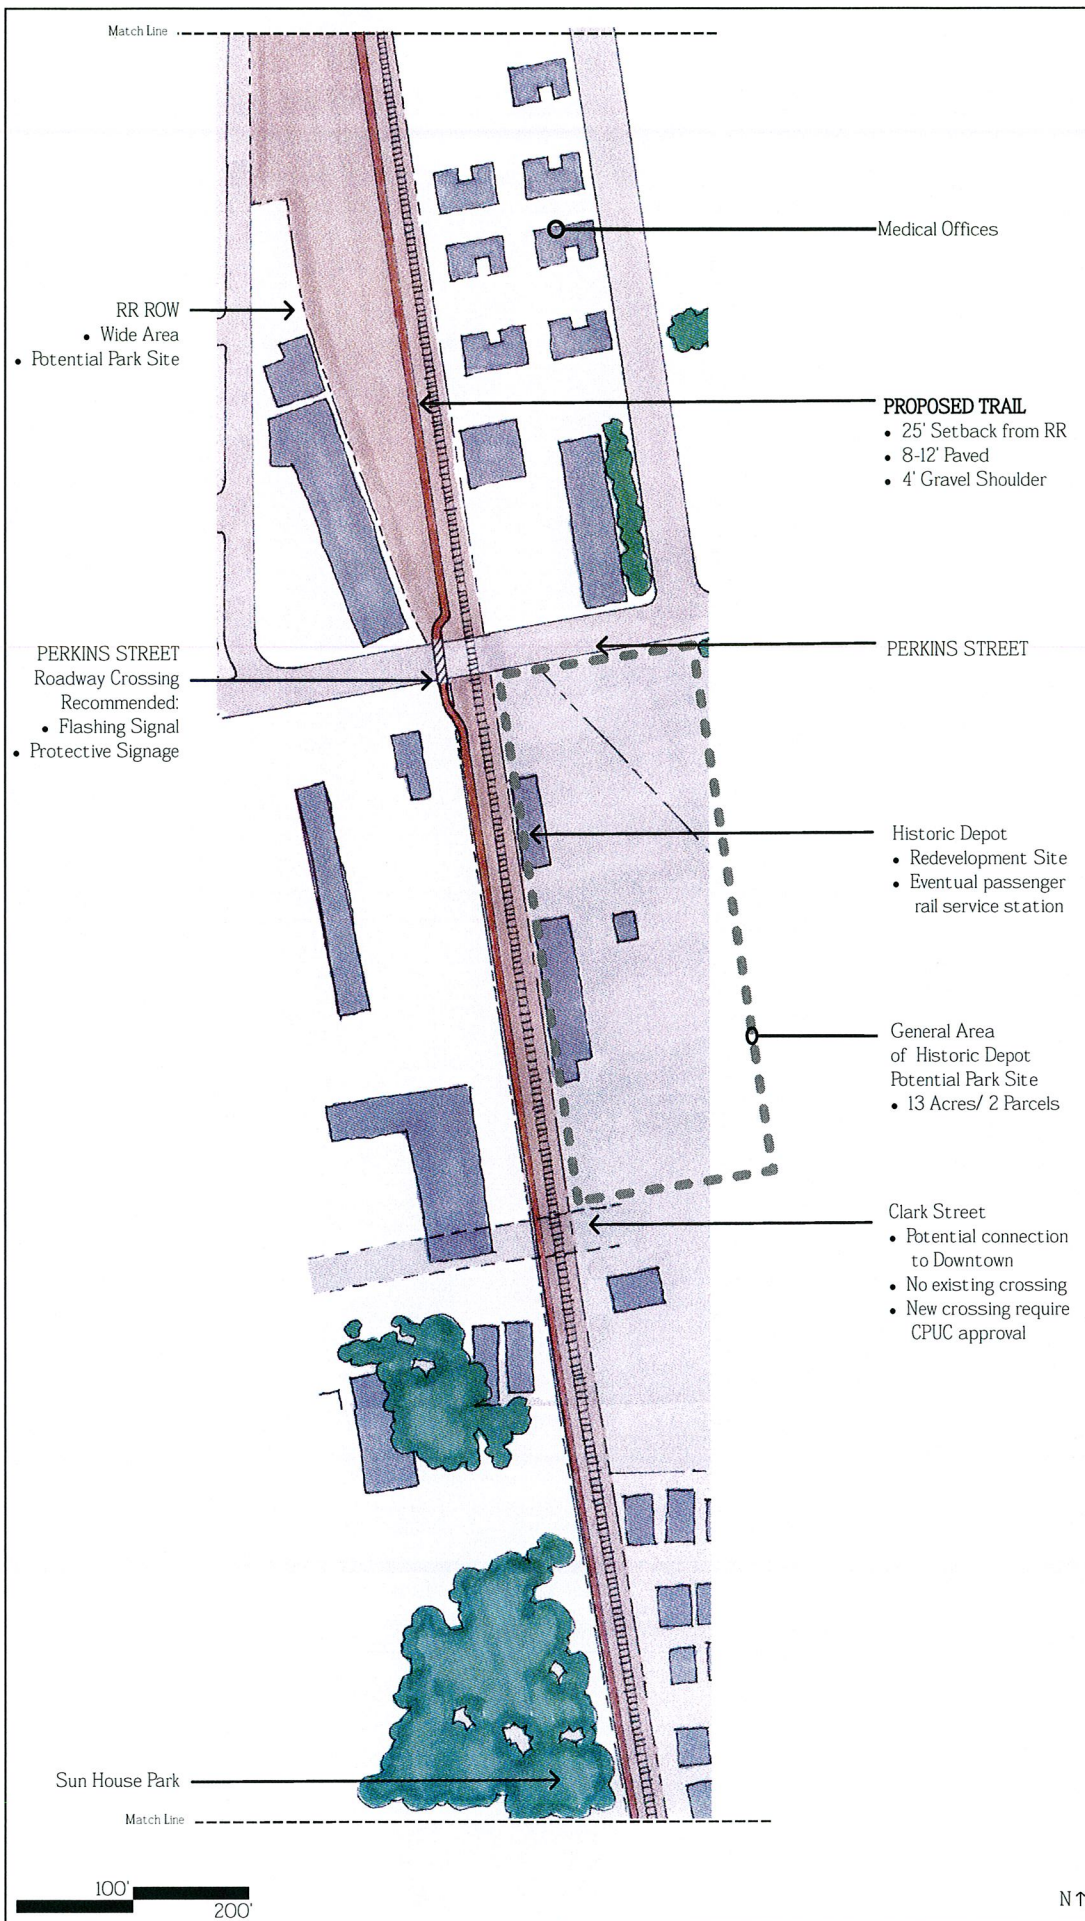 Match Line
Medical Offices
RR ROW
• Wide Area
• Potential Park Site
PROPOSED TRAIL
• 25' Setback from RR
• 8-12' Paved
• 4' Gravel Shoulder
PERKINS STREET
Roadway Crossing
Recommended:
• Flashing Signal
• Protective Signage
PERKINS STREET
Historic Depot
• Redevelopment Site
• Eventual passenger
rail service station
General Area
of Historic Depot
Potential Park Site
• 13 Acres/ 2 Parcels
Clark Street
• Potential connection
to Downtown
• No existing crossing
• New crossing require
CPUC approval
Sun House Park
Match Line
100'
200'
N↑